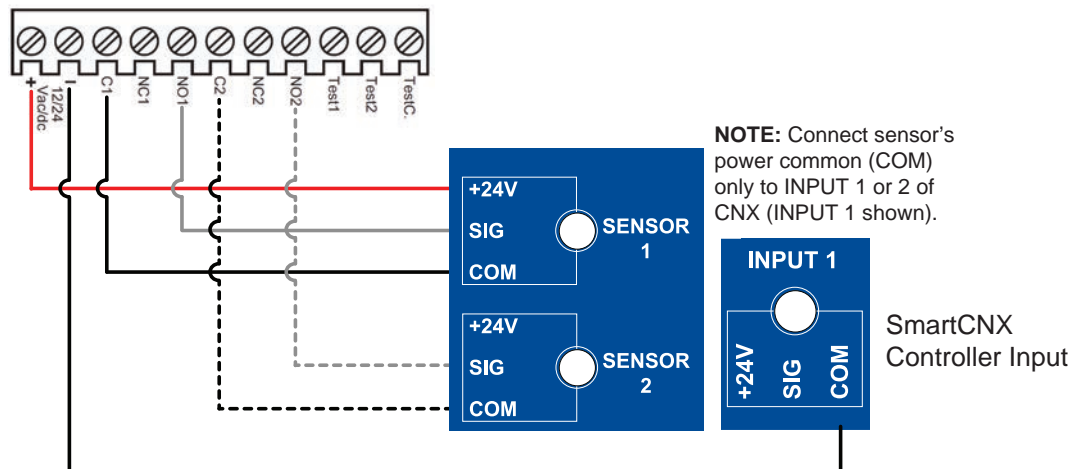 +
-
12/24
Vac/dc
C1
NC1
NO1
C2
NC2
NO2
Test1
Test2
TestC.
+24V
SIG
COM
SENSOR
1
+24V
SIG
COM
SENSOR
2
NOTE: Connect sensor's
power common (COM)
only to INPUT 1 or 2 of
CNX (INPUT 1 shown).
INPUT 1
+24V
SIG
COM
SmartCNX
Controller Input